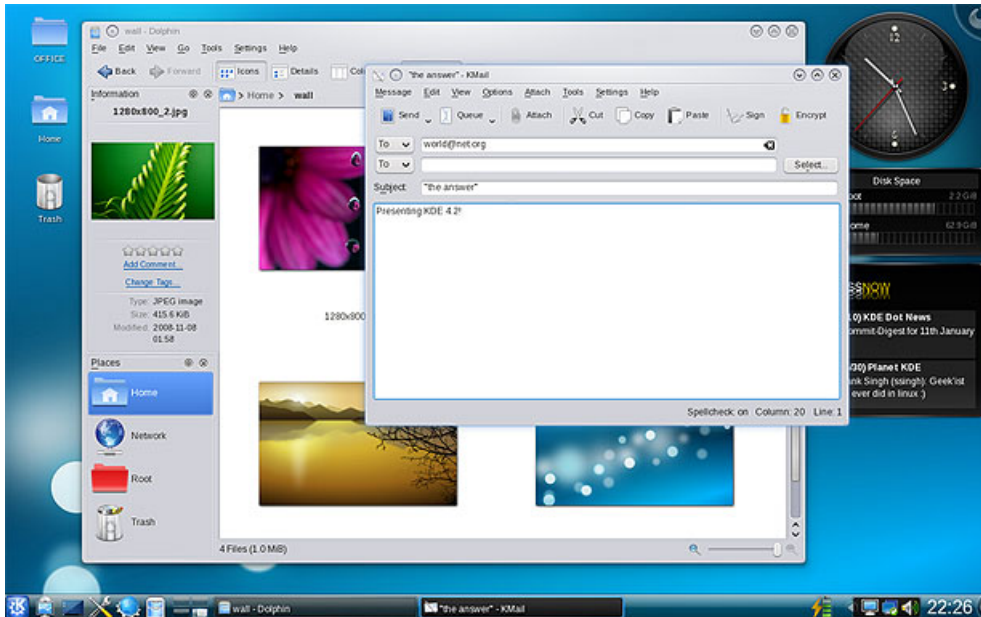 OFFICE
Home
Trash
wall - Dolphin
File Edit View Go Tools Settings Help
Back Forward Icons Details
Information
> Home > wall
1280x800_2.jpg
Add Comment...
Change Tags...
Type: JPEG image
Size: 415.6 KiB
Modified: 2008-11-08
01:58
Places
Home
Network
Root
Trash
1280x800
4 Files (1.0 MiB)
"the answer" - KMail
Message Edit View Options Attach Tools Settings Help
Send Queue Attach Cut Copy Paste Sign Encrypt
To world@net.org
To Select...
Subject: "the answer"
Presenting KDE 4.2!
Spellcheck: on Column: 20 Line: 1
12
3
6
Disk Space
oot 2.2 GiB
ome 62.9 GiB
SSNOW
KDE Dot News
ommit-Digest for 11th January
Planet KDE
nk Singh (ssingh): Geek'ist
ever did in linux :)
wall - Dolphin
"the answer" - KMail
22:26